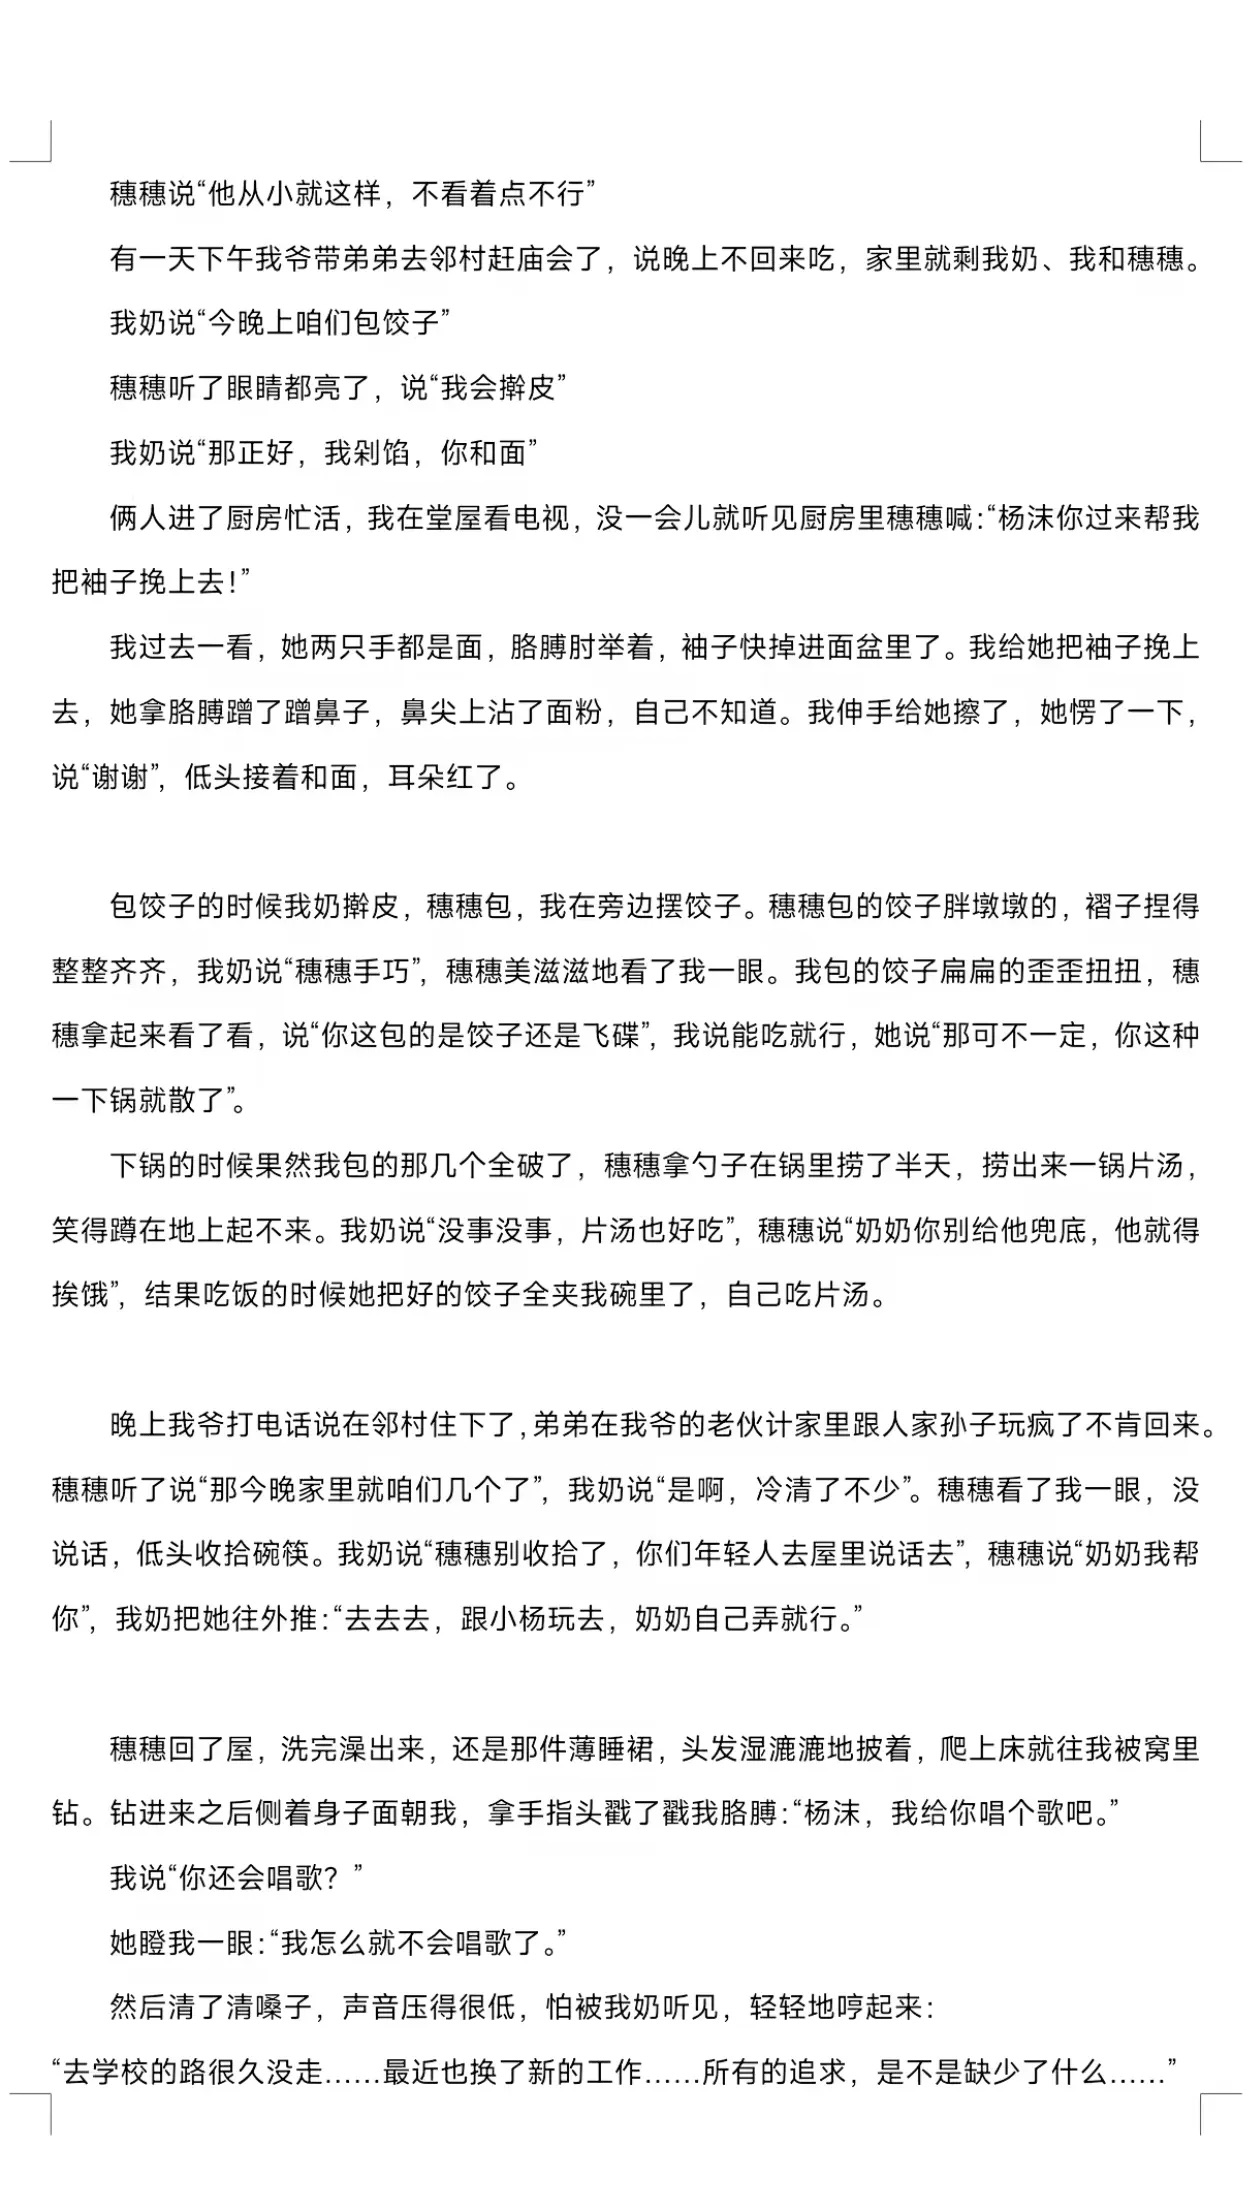 穗穗说“他从小就这样，不看着点不行”
有一天下午我爷带弟弟去邻村赶庙会了，说晚上不回来吃，家里就剩我奶、我和穗穗。
我奶说“今晚上咱们包饺子”
穗穗听了眼睛都亮了，说“我会擀皮”
我奶说“那正好，我剁馅，你和面”
俩人进了厨房忙活，我在堂屋看电视，没一会儿就听见厨房里穗穗喊：“杨沫你过来帮我
把袖子挽上去！”
我过去一看，她两只手都是面，胳膊肘举着，袖子快掉进面盆里了。我给她把袖子挽上
去，她拿胳膊蹭了蹭鼻子，鼻尖上沾了面粉，自己不知道。我伸手给她擦了，她愣了一下，
说“谢谢”，低头接着和面，耳朵红了。
包饺子的时候我奶擀皮，穗穗包，我在旁边摆饺子。穗穗包的饺子胖墩墩的，褶子捏得
整整齐齐，我奶说“穗穗手巧”，穗穗美滋滋地看了我一眼。我包的饺子扁扁的歪歪扭扭，穗
穗拿起来看了看，说“你这包的是饺子还是飞碟”，我说能吃就行，她说“那可不一定，你这种
一下锅就散了”。
下锅的时候果然我包的那几个全破了，穗穗拿勺子在锅里捞了半天，捞出来一锅片汤，
笑得蹲在地上起不来。我奶说“没事没事，片汤也好吃”，穗穗说“奶奶你别给他兜底，他就得
挨饿”，结果吃饭的时候她把好的饺子全夹我碗里了，自己吃片汤。
晚上我爷打电话说在邻村住下了，弟弟在我爷的老伙计家里跟人家孙子玩疯了不肯回来。
穗穗听了说“那今晚家里就咱们几个了”，我奶说“是啊，冷清了不少”。穗穗看了我一眼，没
说话，低头收拾碗筷。我奶说“穗穗别收拾了，你们年轻人去屋里说话去”，穗穗说“奶奶我帮
你”，我奶把她往外推：“去去去，跟小杨玩去，奶奶自己弄就行。”
穗穗回了屋，洗完澡出来，还是那件薄睡裙，头发湿漉漉地披着，爬上床就往我被窝里
钻。钻进来之后侧着身子面朝我，拿手指头戳了戳我胳膊：“杨沫，我给你唱个歌吧。”
我说“你还会唱歌？”
她瞪我一眼：“我怎么就不会唱歌了。”
然后清了清嗓子，声音压得很低，怕被我奶听见，轻轻地哼起来：
“去学校的路很久没走……最近也换了新的工作……所有的追求，是不是缺少了什么……”